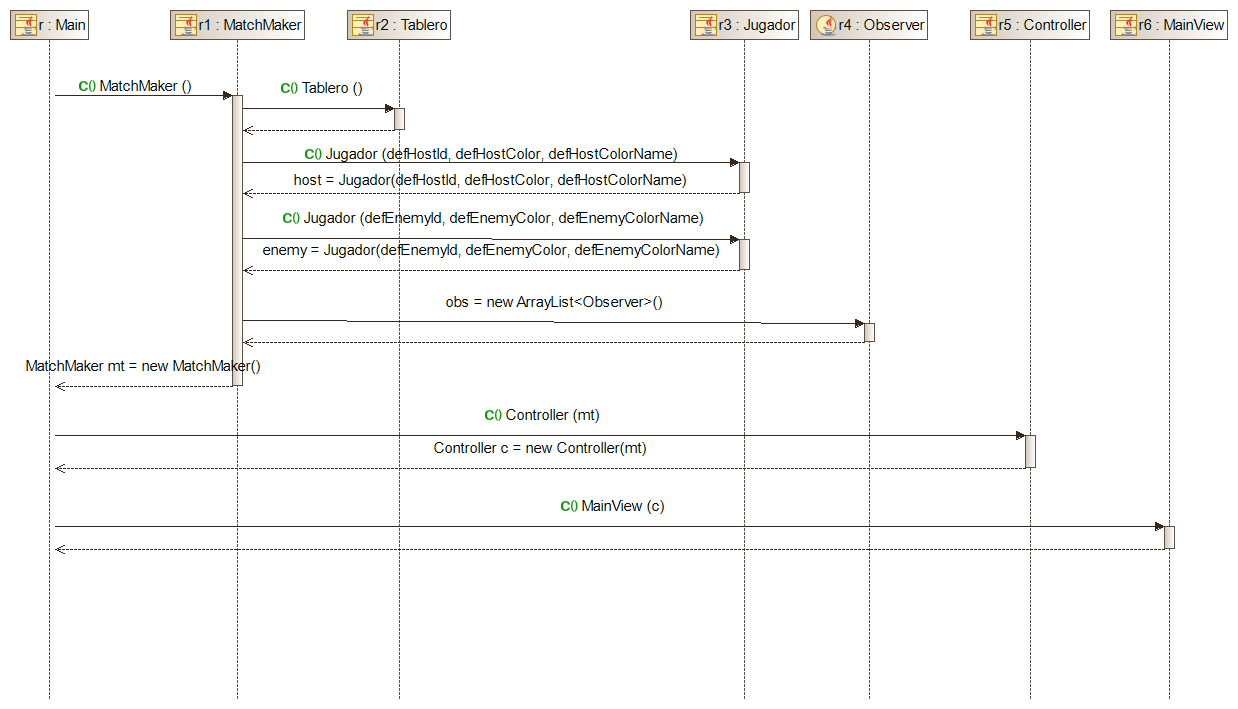 r : Main
r1 : MatchMaker
r2 : Tablero
r3 : Jugador
r4 : Observer
r5 : Controller
r6 : MainView
C() MatchMaker ()
C() Tablero ()
C() Jugador (defHostId, defHostColor, defHostColorName)
host = Jugador(defHostId, defHostColor, defHostColorName)
C() Jugador (defEnemyId, defEnemyColor, defEnemyColorName)
enemy = Jugador(defEnemyId, defEnemyColor, defEnemyColorName)
obs = new ArrayList<Observer>()
MatchMaker mt = new MatchMaker()
C() Controller (mt)
Controller c = new Controller(mt)
C() MainView (c)